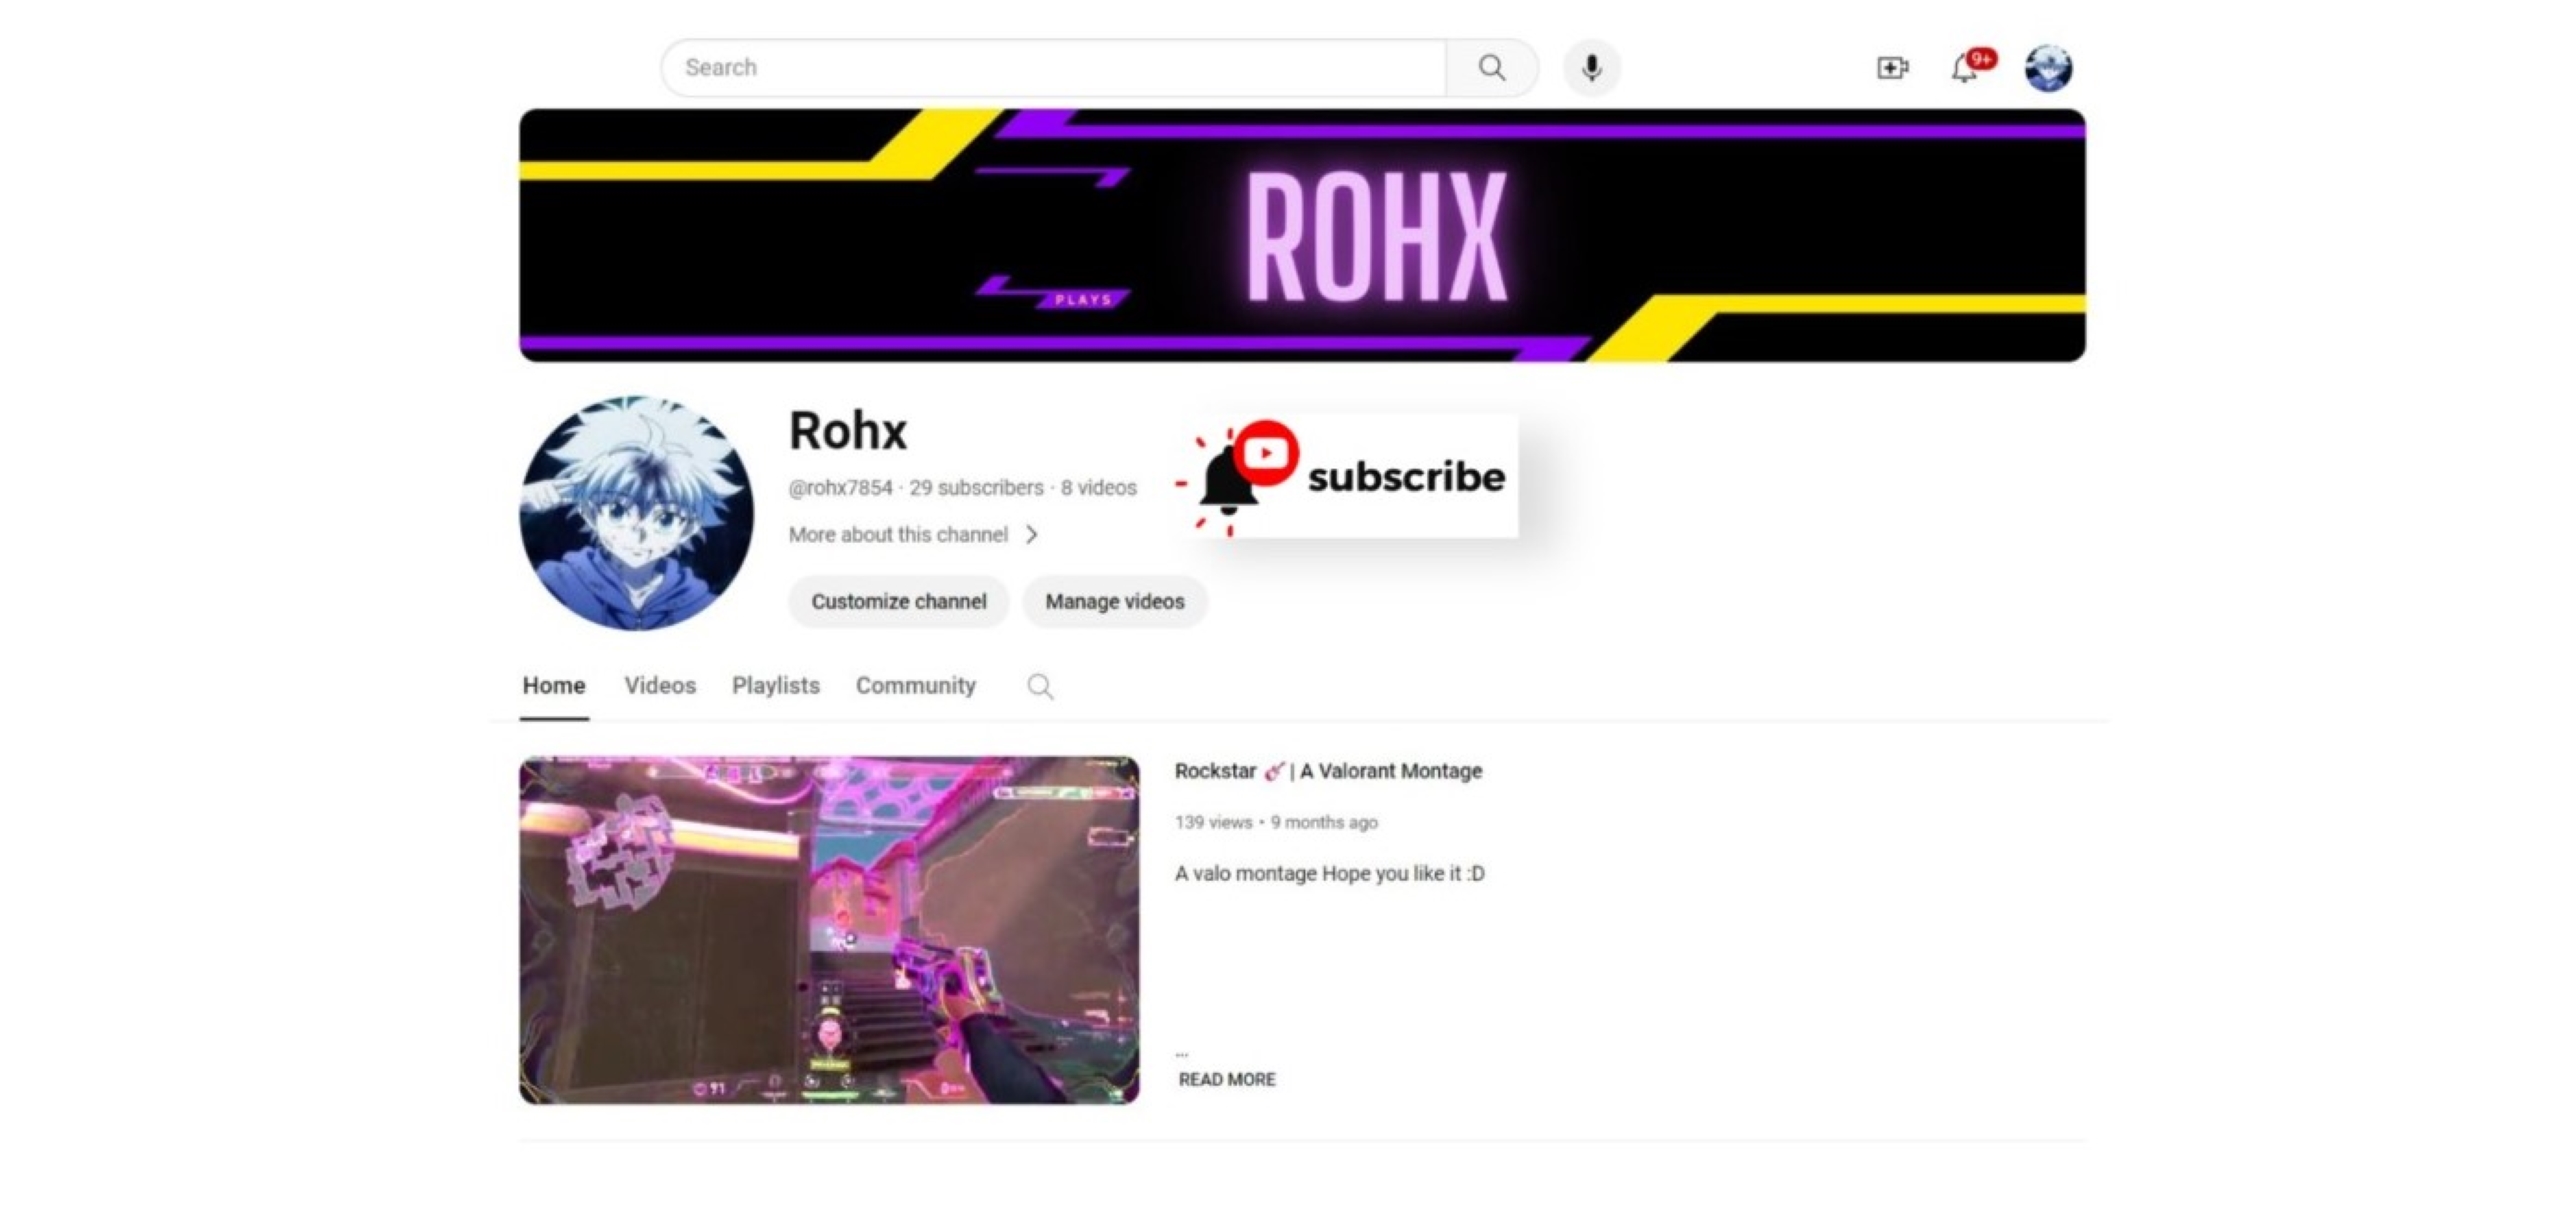 Search
9+
ROHX
PLAYS
Rohx
@rohx7854 · 29 subscribers · 8 videos
subscribe
More about this channel
Customize channel
Manage videos
Home Videos Playlists Community
Rockstar 🎸 | A Valorant Montage
139 views • 9 months ago
A valo montage Hope you like it :D
91
...
READ MORE